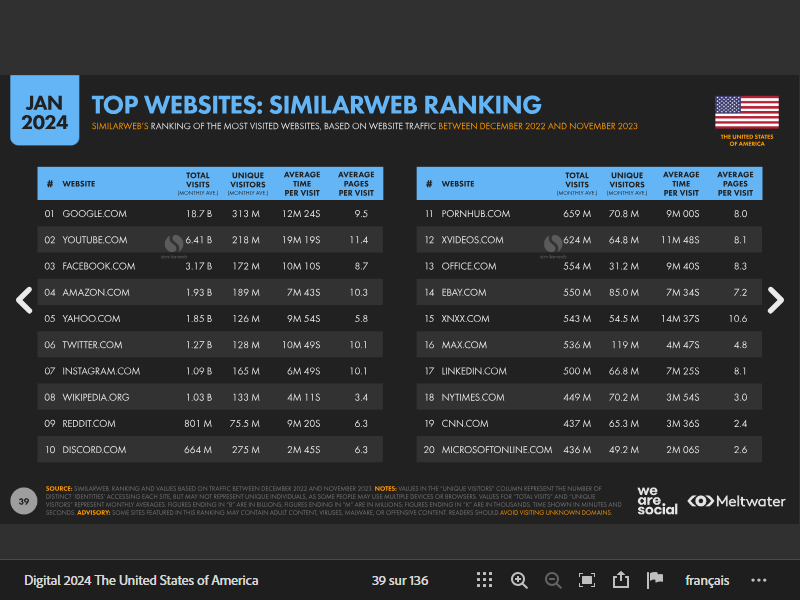 JAN
2024
TOP WEBSITES: SIMILARWEB RANKING
SIMILARWEB'S RANKING OF THE MOST VISITED WEBSITES, BASED ON WEBSITE TRAFFIC BETWEEN DECEMBER 2022 AND NOVEMBER 2023
THE UNITED STATES
OF AMERICA
# WEBSITE TOTAL VISITS (MONTHLY AVE.) UNIQUE VISITORS (MONTHLY AVE.) AVERAGE TIME PER VISIT AVERAGE PAGES PER VISIT
01 GOOGLE.COM 18.7 B 313 M 12M 24S 9.5
02 YOUTUBE.COM 6.41 B 218 M 19M 19S 11.4
03 FACEBOOK.COM 3.17 B 172 M 10M 10S 8.7
04 AMAZON.COM 1.93 B 189 M 7M 43S 10.3
05 YAHOO.COM 1.85 B 126 M 9M 54S 5.8
06 TWITTER.COM 1.27 B 128 M 10M 49S 10.1
07 INSTAGRAM.COM 1.09 B 165 M 6M 49S 10.1
08 WIKIPEDIA.ORG 1.03 B 133 M 4M 11S 3.4
09 REDDIT.COM 801 M 75.5 M 9M 20S 6.3
10 DISCORD.COM 664 M 275 M 2M 45S 6.3
# WEBSITE TOTAL VISITS (MONTHLY AVE.) UNIQUE VISITORS (MONTHLY AVE.) AVERAGE TIME PER VISIT AVERAGE PAGES PER VISIT
11 PORNHUB.COM 659 M 70.8 M 9M 00S 8.0
12 XVIDEOS.COM 624 M 64.8 M 11M 48S 8.1
13 OFFICE.COM 554 M 31.2 M 9M 40S 8.3
14 EBAY.COM 550 M 85.0 M 7M 34S 7.2
15 XNXX.COM 543 M 54.5 M 14M 37S 10.6
16 MAX.COM 536 M 119 M 4M 47S 4.8
17 LINKEDIN.COM 500 M 66.8 M 7M 25S 8.1
18 NYTIMES.COM 449 M 70.2 M 3M 54S 3.0
19 CNN.COM 437 M 65.3 M 3M 36S 2.4
20 MICROSOFTONLINE.COM 436 M 49.2 M 2M 06S 2.6
39
SOURCE: SIMILARWEB. RANKING AND VALUES BASED ON TRAFFIC BETWEEN DECEMBER 2022 AND NOVEMBER 2023. NOTES: VALUES IN THE "UNIQUE VISITORS" COLUMN REPRESENT THE NUMBER OF
DISTINCT 'IDENTITIES' ACCESSING EACH SITE, BUT MAY NOT REPRESENT UNIQUE INDIVIDUALS, AS SOME PEOPLE MAY USE MULTIPLE DEVICES OR BROWSERS. VALUES FOR "TOTAL VISITS" AND "UNIQUE
VISITORS" REPRESENT MONTHLY AVERAGES. FIGURES ENDING IN "B" ARE IN BILLIONS; FIGURES ENDING IN "M" ARE IN MILLIONS; FIGURES ENDING IN "K" ARE IN THOUSANDS. TIME SHOWN IN MINUTES AND
SECONDS. ADVISORY: SOME SITES FEATURED IN THIS RANKING MAY CONTAIN ADULT CONTENT, VIRUSES, MALWARE, OR OFFENSIVE CONTENT. READERS SHOULD AVOID VISITING UNKNOWN DOMAINS.
we
are.
social
Meltwater
Digital 2024 The United States of America
39 sur 136
français